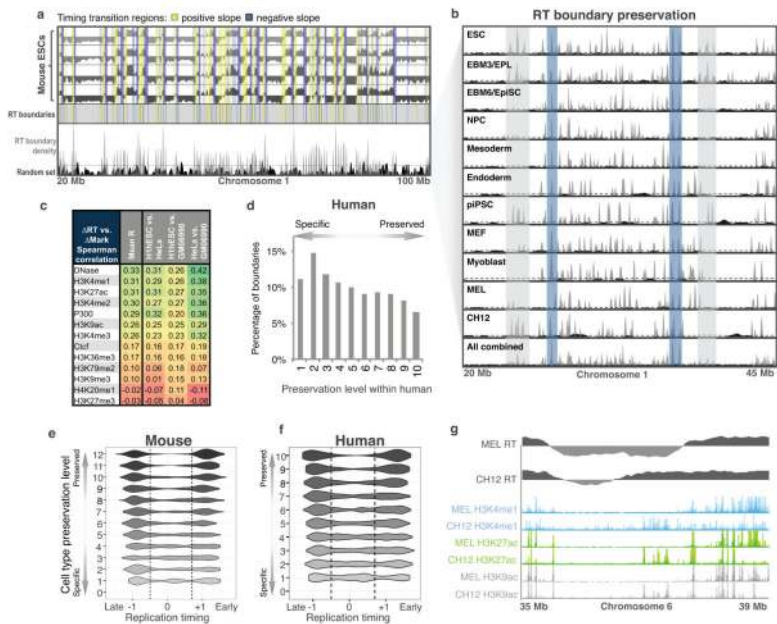 a
Timing transition regions: positive slope negative slope
Mouse ESCs
RT boundaries
RT boundary
density
Random set
20 Mb Chromosome 1 100 Mb
b
RT boundary preservation
ESC
EBM3/EPL
EBM6/EpiSC
NPC
Mesoderm
Endoderm
piPSC
MEF
Myoblast
MEL
CH12
All combined
20 Mb Chromosome 1 45 Mb
c
ΔRT vs.
ΔMark
Spearman
correlation
Mean R
H1hESC vs.
HeLa
H1hESC vs.
GM06990
HeLa vs.
GM06990
DNase 0.33 0.31 0.26 0.42
H3K4me1 0.31 0.29 0.26 0.38
H3K27ac 0.31 0.31 0.27 0.35
H3K4me2 0.30 0.27 0.27 0.36
P300 0.29 0.32 0.20 0.36
H3K9ac 0.26 0.25 0.25 0.29
H3K4me3 0.26 0.23 0.23 0.32
Ctcf 0.17 0.16 0.17 0.19
H3K36me3 0.17 0.16 0.16 0.18
H3K79me2 0.10 0.06 0.18 0.07
H3K9me3 0.10 0.01 0.15 0.13
H4K20me1 -0.02 -0.07 0.11 -0.11
H3K27me3 -0.03 -0.05 0.04 -0.08
d
Human
Specific Preserved
Percentage of boundaries
15%
10%
5%
0%
1 2 3 4 5 6 7 8 9 10
Preservation level within human
e
Mouse
Cell type preservation level
Preserved
Specific
12
11
10
9
8
7
6
5
4
3
2
1
0
Late -1 0 +1 Early
Replication timing
f
Human
Preserved
Specific
10
9
8
7
6
5
4
3
2
1
0
Late -1 0 +1 Early
Replication timing
g
MEL RT
CH12 RT
MEL H3K4me1
CH12 H3K4me1
MEL H3K27ac
CH12 H3K27ac
MEL H3K9ac
CH12 H3K9ac
35 Mb Chromosome 6 39 Mb